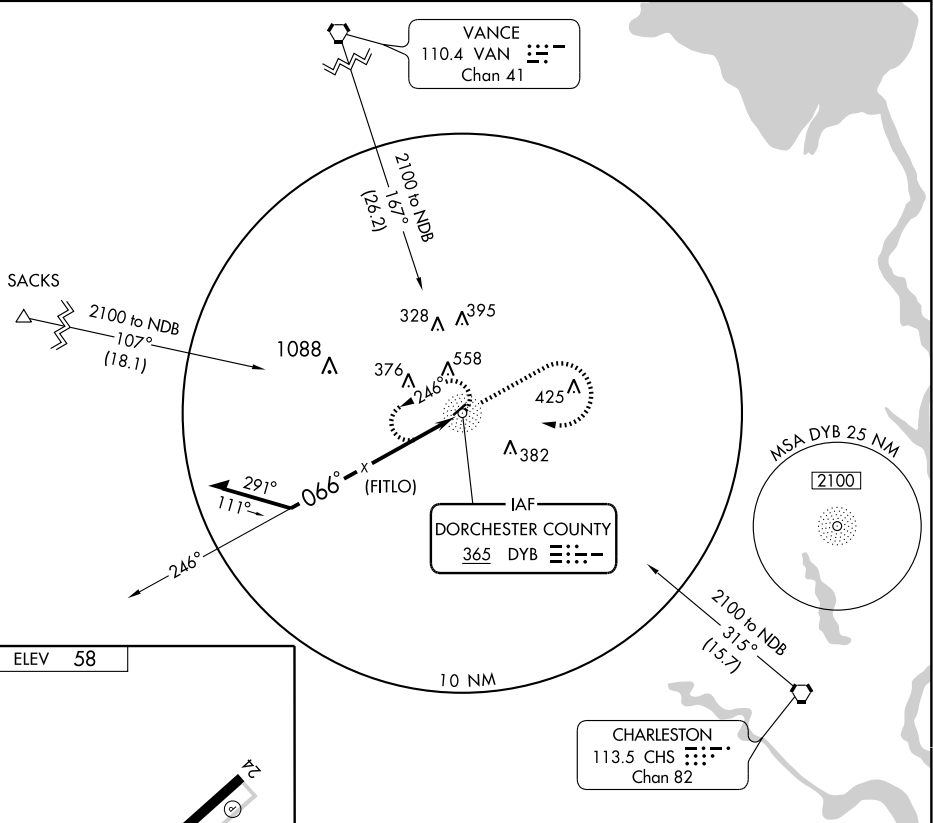 VANCE
110.4 VAN
Chan 41
2100 to NDB
167°
(26.2)
SACKS
2100 to NDB
107°
(18.1)
328
395
1088
376
558
246°
425
382
066°
x
(FITLO)
291°
111°
246°
IAF
DORCHESTER COUNTY
365 DYB
MSA DYB 25 NM
2100
2100 to NDB
315°
(15.7)
10 NM
CHARLESTON
113.5 CHS
Chan 82
ELEV 58
24
P